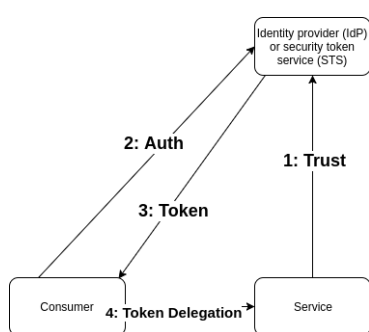 Identity provider (IdP)
or security token
service (STS)
2: Auth
1: Trust
3: Token
Consumer
4: Token Delegation
Service